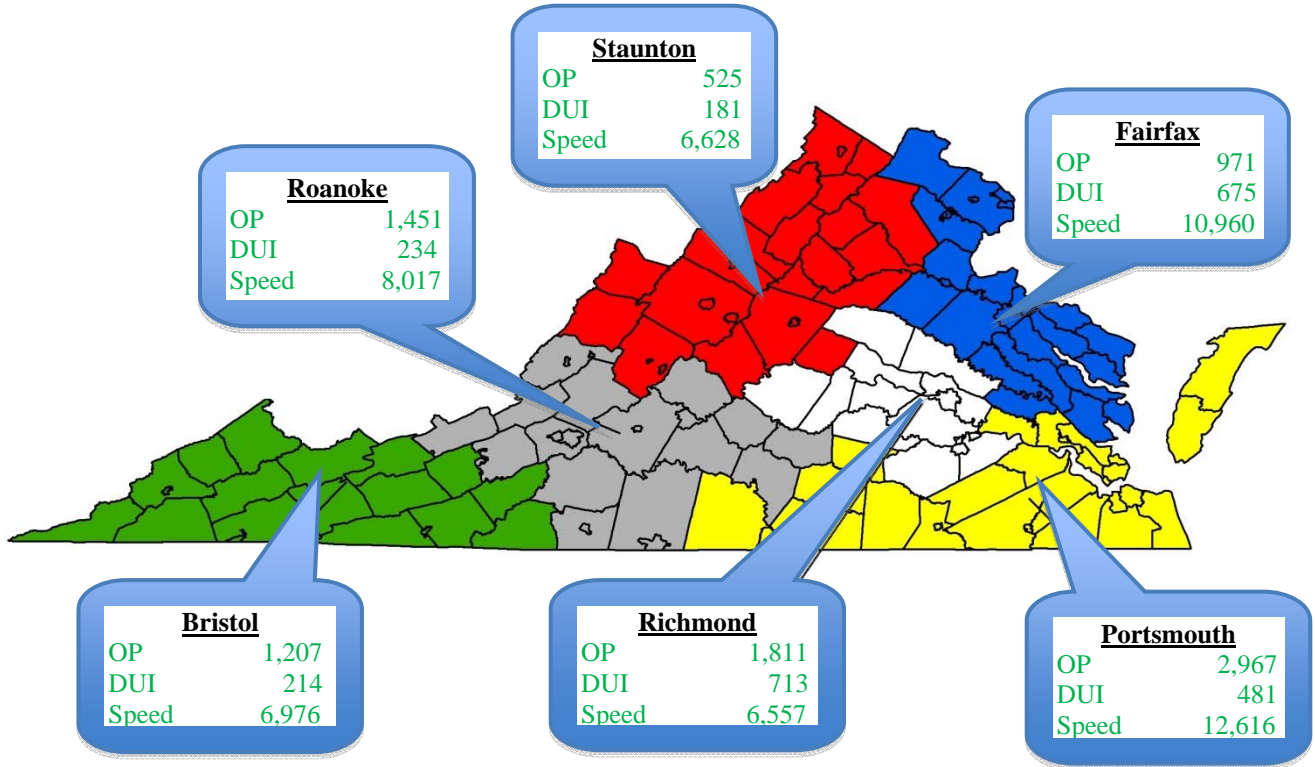 Staunton
OP 525
DUI 181
Speed 6,628
Fairfax
OP 971
DUI 675
Speed 10,960
Roanoke
OP 1,451
DUI 234
Speed 8,017
Bristol
OP 1,207
DUI 214
Speed 6,976
Richmond
OP 1,811
DUI 713
Speed 6,557
Portsmouth
OP 2,967
DUI 481
Speed 12,616